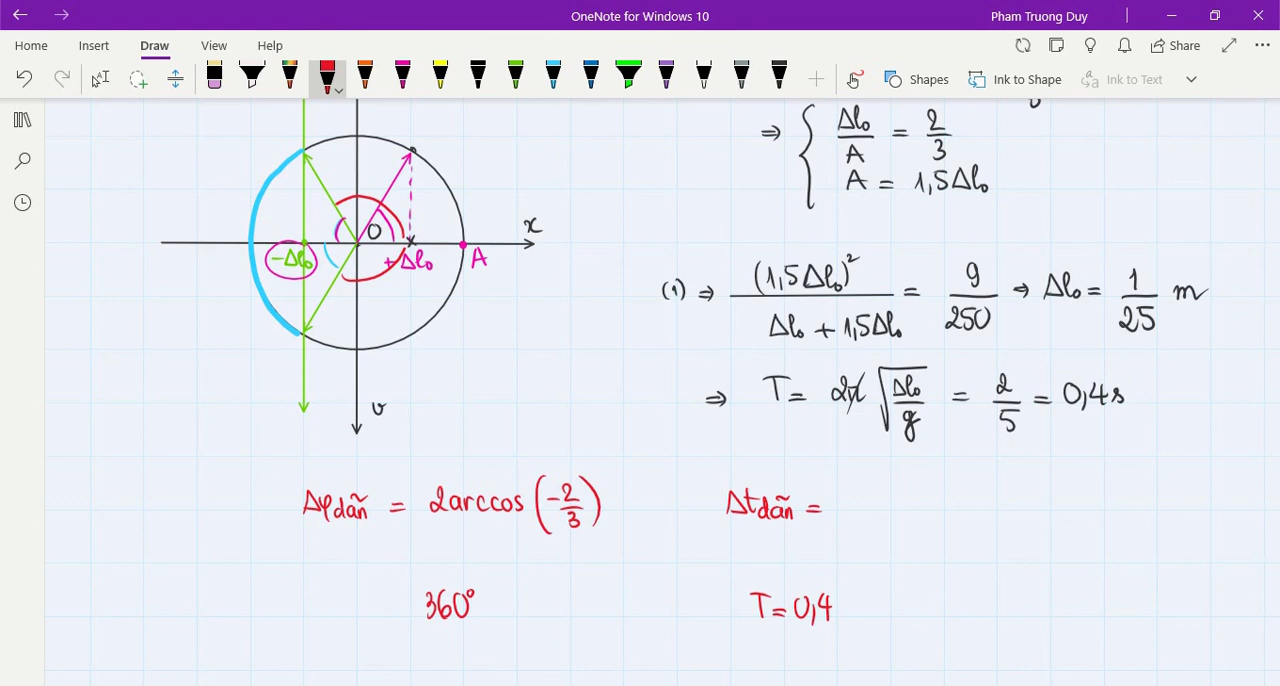 OneNote for Windows 10
Pham Truong Duy
Home Insert Draw View Help
Share
Shapes
Ink to Shape
Ink to Text
⇒ { Δl₀/A = 2/3
A = 1,5Δl₀
x
O
-Δl₀
+Δl₀
A
v
(1) ⇒ (1,5Δl₀)²/(Δl₀ + 1,5Δl₀) = 9/250 → Δl₀ = 1/25 m
⇒ T = 2π√(Δl₀/g) = 2/5 = 0,4s
Δφdãn = 2arccos(-2/3)
Δtdãn =
360°
T = 0,4